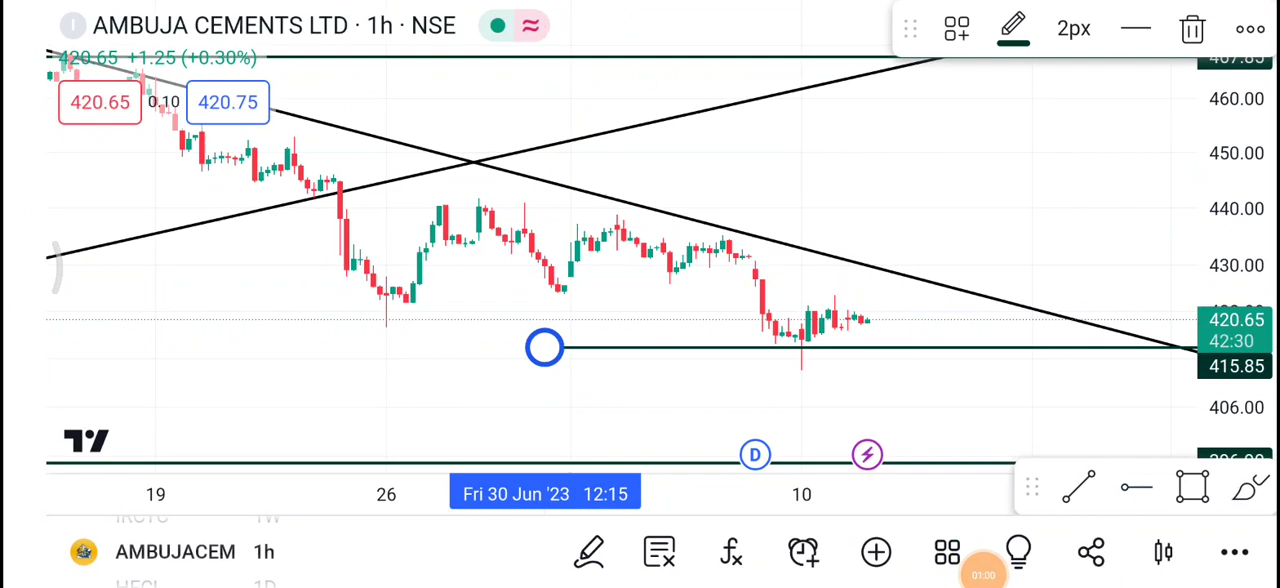 AMBUJA CEMENTS LTD · 1h · NSE
2px
420.65 +1.25 (+0.30%)
420.65
0.10
420.75
460.00
450.00
440.00
430.00
420.65
42:30
415.85
406.00
D
19
26
Fri 30 Jun '23 12:15
10
IRCTC 1W
AMBUJACEM 1h
01:00